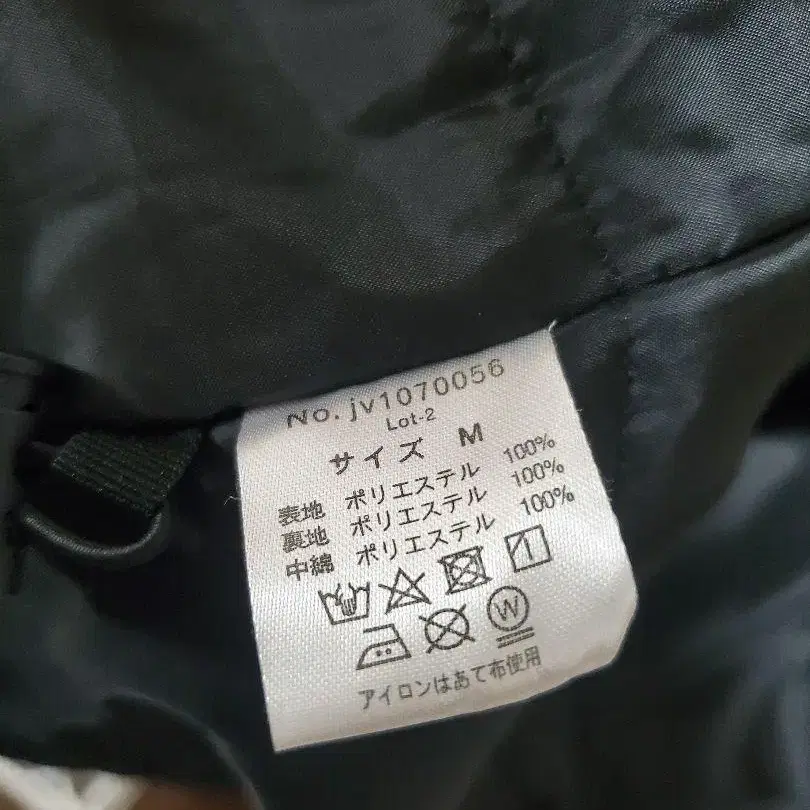 No. jv1070056
Lot-2
サイズ M
表地 ポリエステル 100%
裏地 ポリエステル 100%
中綿 ポリエステル 100%
W
アイロンはあて布使用